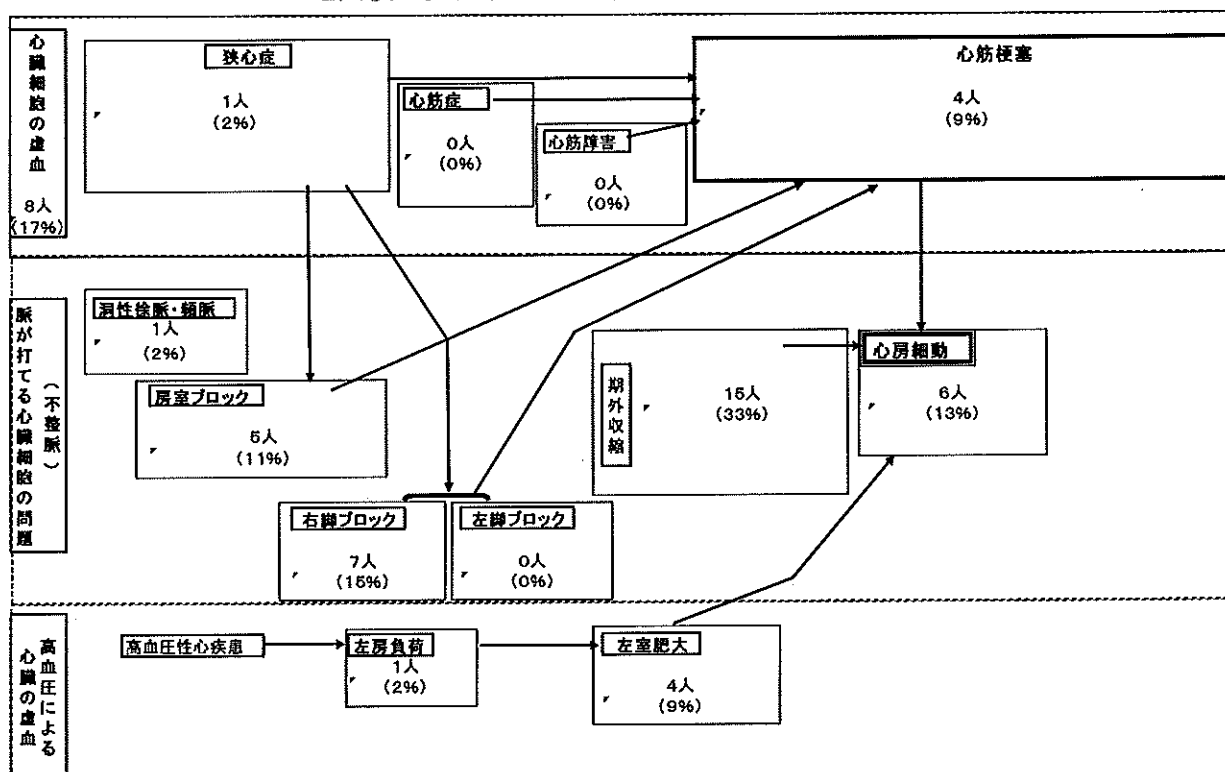 心臓細胞の虚血
8人
(17%)
狭心症
1人
(2%)
心筋症
0人
(0%)
心筋障害
0人
(0%)
心筋梗塞
4人
(9%)
脈が打てる心臓細胞の問題
(不整脈)
洞性徐脈・頻脈
1人
(2%)
房室ブロック
5人
(11%)
右脚ブロック
7人
(15%)
左脚ブロック
0人
(0%)
期外収縮
15人
(33%)
心房細動
6人
(13%)
高血圧による
心臓の虚血
高血圧性心疾患
左房負荷
1人
(2%)
左室肥大
4人
(9%)